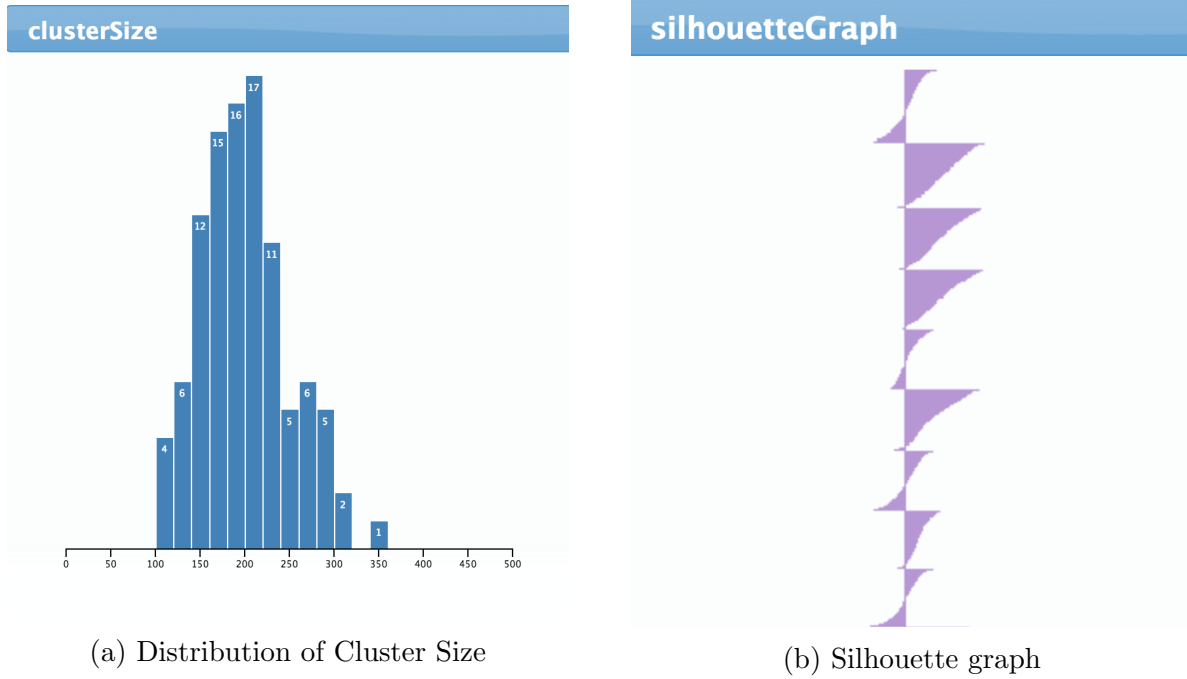 clusterSize
17
16
15
12
11
6
6
5
5
4
2
1
0 50 100 150 200 250 300 350 400 450 500
(a) Distribution of Cluster Size
silhouetteGraph
(b) Silhouette graph